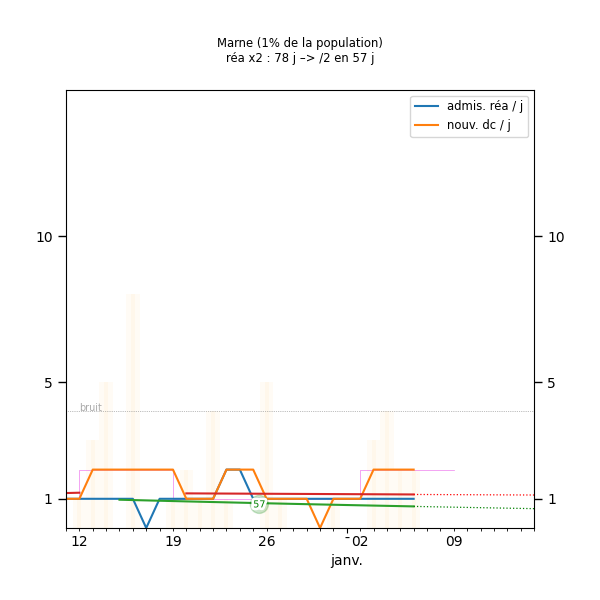 Marne (1% de la population)
réa x2 : 78 j –> /2 en 57 j
admis. réa / j
nouv. dc / j
10
10
5
5
bruit
1
1
57
12
19
26
02
09
janv.